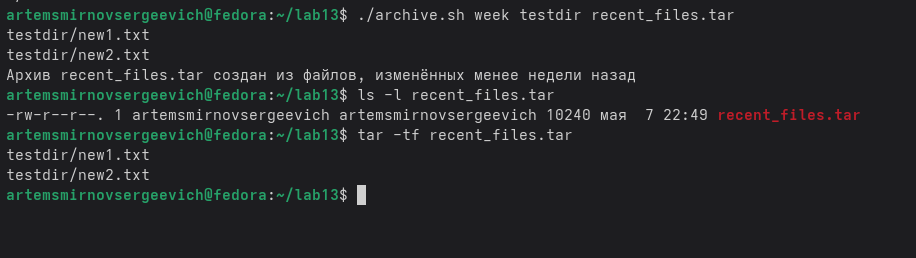 artemsmirnovsergeevich@fedora:~/lab13$ ./archive.sh week testdir recent_files.tar
testdir/new1.txt
testdir/new2.txt
Архив recent_files.tar создан из файлов, изменённых менее недели назад
artemsmirnovsergeevich@fedora:~/lab13$ ls -l recent_files.tar
-rw-r--r--. 1 artemsmirnovsergeevich artemsmirnovsergeevich 10240 мая  7 22:49 recent_files.tar
artemsmirnovsergeevich@fedora:~/lab13$ tar -tf recent_files.tar
testdir/new1.txt
testdir/new2.txt
artemsmirnovsergeevich@fedora:~/lab13$